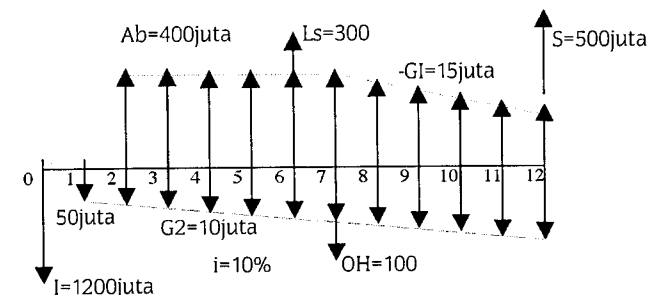 Ab=400juta
Ls=300
S=500juta
-GI=15juta
0 1 2 3 4 5 6 7 8 9 10 11 12
50juta
G2=10juta
i=10%
OH=100
I=1200juta